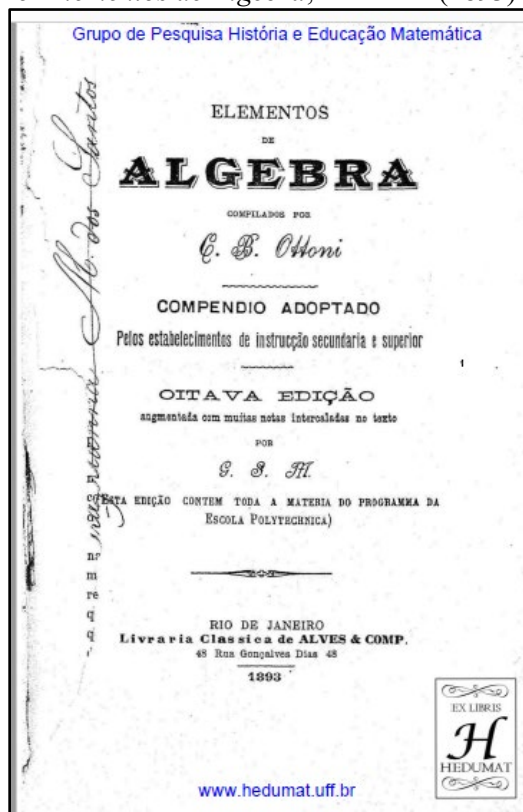 Grupo de Pesquisa História e Educação Matemática
ELEMENTOS
DE
ALGEBRA
COMPILADOS POR
C. B. Ottoni
COMPENDIO ADOPTADO
Pelos estabelecimentos de instrucção secundaria e superior
OITAVA EDIÇÃO
augmentada com muitas notas intercaladas no texto
POR
G. S. M.
(ESTA EDIÇÃO CONTEM TODA A MATERIA DO PROGRAMMA DA
ESCOLA POLYTECHNICA)
RIO DE JANEIRO
Livraria Classica de ALVES & COMP.
48 Rua Gonçalves Dias 48
1893
M. dos Santos
EX LIBRIS
H
HEDUMAT
www.hedumat.uff.br